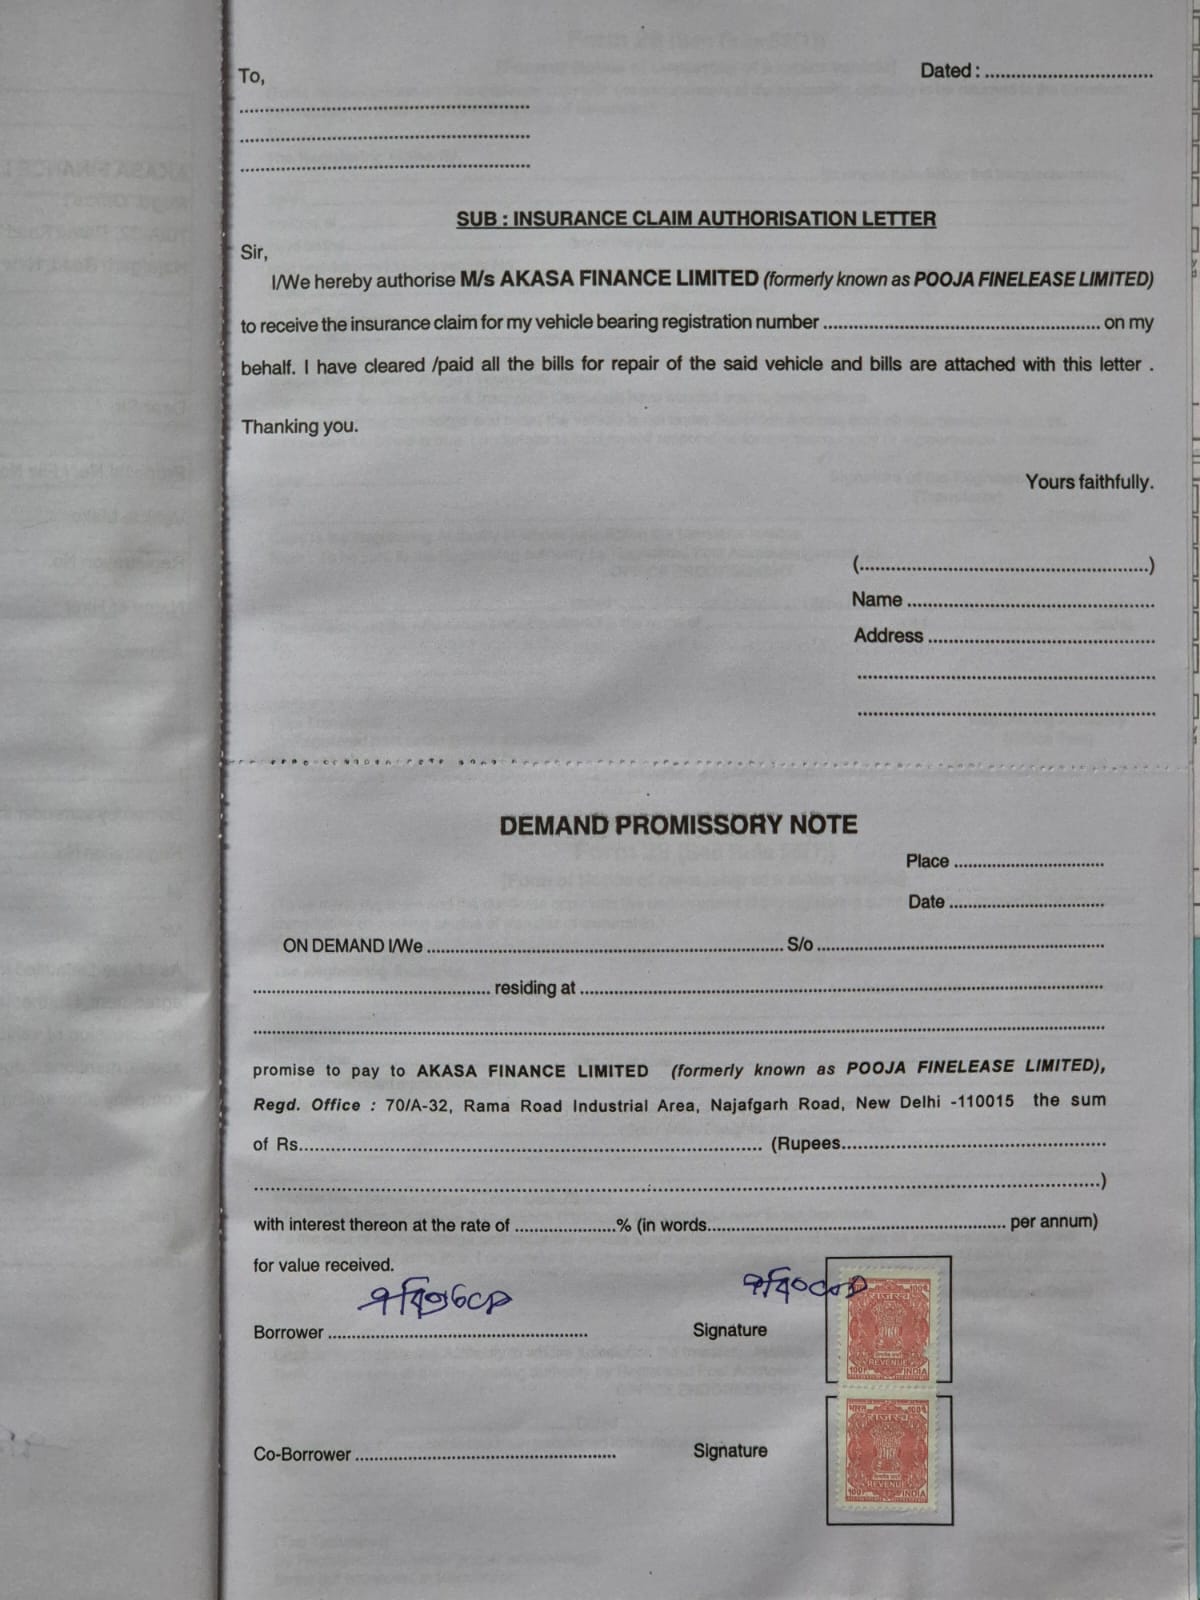 To,
Dated : ................................
.......................................................
.......................................................
.......................................................
SUB : INSURANCE CLAIM AUTHORISATION LETTER
Sir,
I/We hereby authorise M/s AKASA FINANCE LIMITED (formerly known as POOJA FINELEASE LIMITED)
to receive the insurance claim for my vehicle bearing registration number ..................................................... on my
behalf. I have cleared /paid all the bills for repair of the said vehicle and bills are attached with this letter .
Thanking you.
Yours faithfully.
(.......................................................)
Name ...............................................
Address ...........................................
.........................................................
.........................................................
DEMAND PROMISSORY NOTE
Place .............................
Date ..............................
ON DEMAND I/We .................................................................... S/o .......................................................
............................................. residing at ....................................................................................................
..................................................................................................................................................................
promise to pay to AKASA FINANCE LIMITED (formerly known as POOJA FINELEASE LIMITED),
Regd. Office : 70/A-32, Rama Road Industrial Area, Najafgarh Road, New Delhi -110015 the sum
of Rs......................................................................................... (Rupees...................................................
..................................................................................................................................................................)
with interest thereon at the rate of ...................% (in words......................................................... per annum)
for value received.
Borrower ..................................................
Signature
राजस्व
REVENUE
INDIA
Co-Borrower ..................................................
Signature
भारत
राजस्व
REVENUE
INDIA